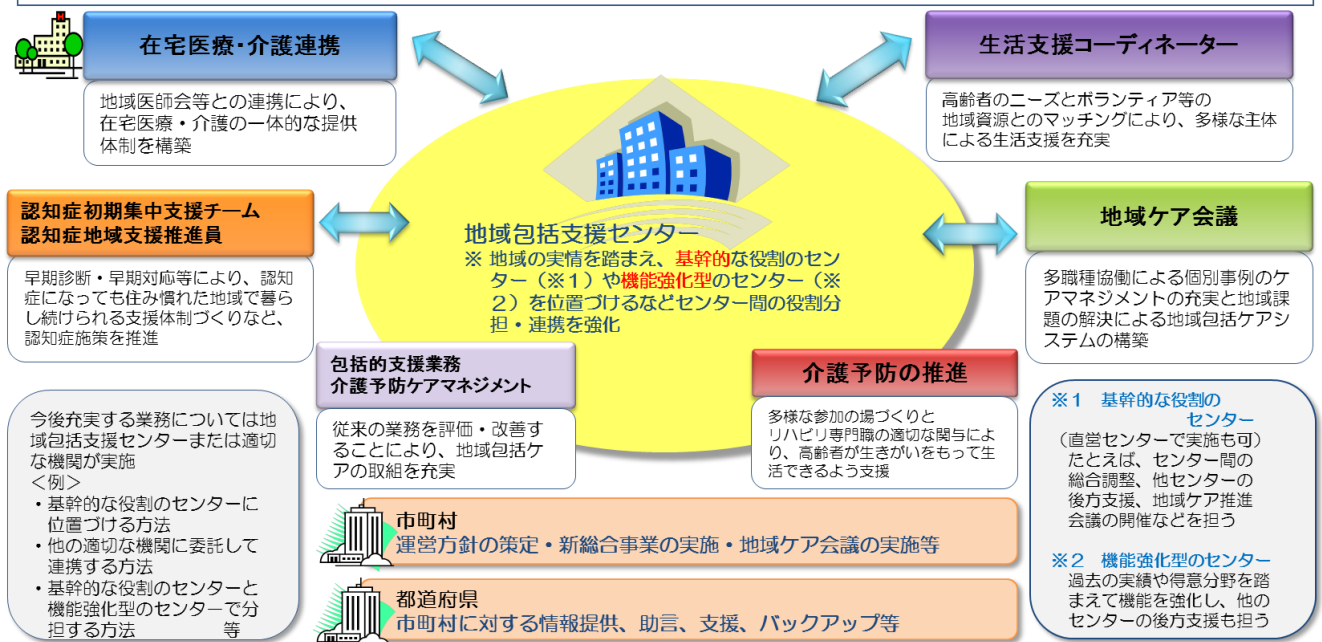 在宅医療・介護連携
地域医師会等との連携により、
在宅医療・介護の一体的な提供
体制を構築
生活支援コーディネーター
高齢者のニーズとボランティア等の
地域資源とのマッチングにより、多様な主体
による生活支援を充実
認知症初期集中支援チーム
認知症地域支援推進員
早期診断・早期対応等により、認知
症になっても住み慣れた地域で暮ら
し続けられる支援体制づくりなど、
認知症施策を推進
地域包括支援センター
※ 地域の実情を踏まえ、基幹的な役割のセン
ター（※１）や機能強化型のセンター（※
２）を位置づけるなどセンター間の役割分
担・連携を強化
地域ケア会議
多職種協働による個別事例のケ
アマネジメントの充実と地域課
題の解決による地域包括ケアシ
ステムの構築
包括的支援業務
介護予防ケアマネジメント
従来の業務を評価・改善す
ることにより、地域包括ケ
アの取組を充実
介護予防の推進
多様な参加の場づくりと
リハビリ専門職の適切な関与によ
り、高齢者が生きがいをもって生
活できるよう支援
今後充実する業務については地
域包括支援センターまたは適切
な機関が実施
＜例＞
・基幹的な役割のセンターに
位置づける方法
・他の適切な機関に委託して
連携する方法
・基幹的な役割のセンターと
機能強化型のセンターで分
担する方法　　　　等
※１　基幹的な役割の
センター
（直営センターで実施も可）
たとえば、センター間の
総合調整、他センターの
後方支援、地域ケア推進
会議の開催などを担う
※２　機能強化型のセンター
過去の実績や得意分野を踏
まえて機能を強化し、他の
センターの後方支援も担う
市町村
運営方針の策定・新総合事業の実施・地域ケア会議の実施等
都道府県
市町村に対する情報提供、助言、支援、バックアップ等